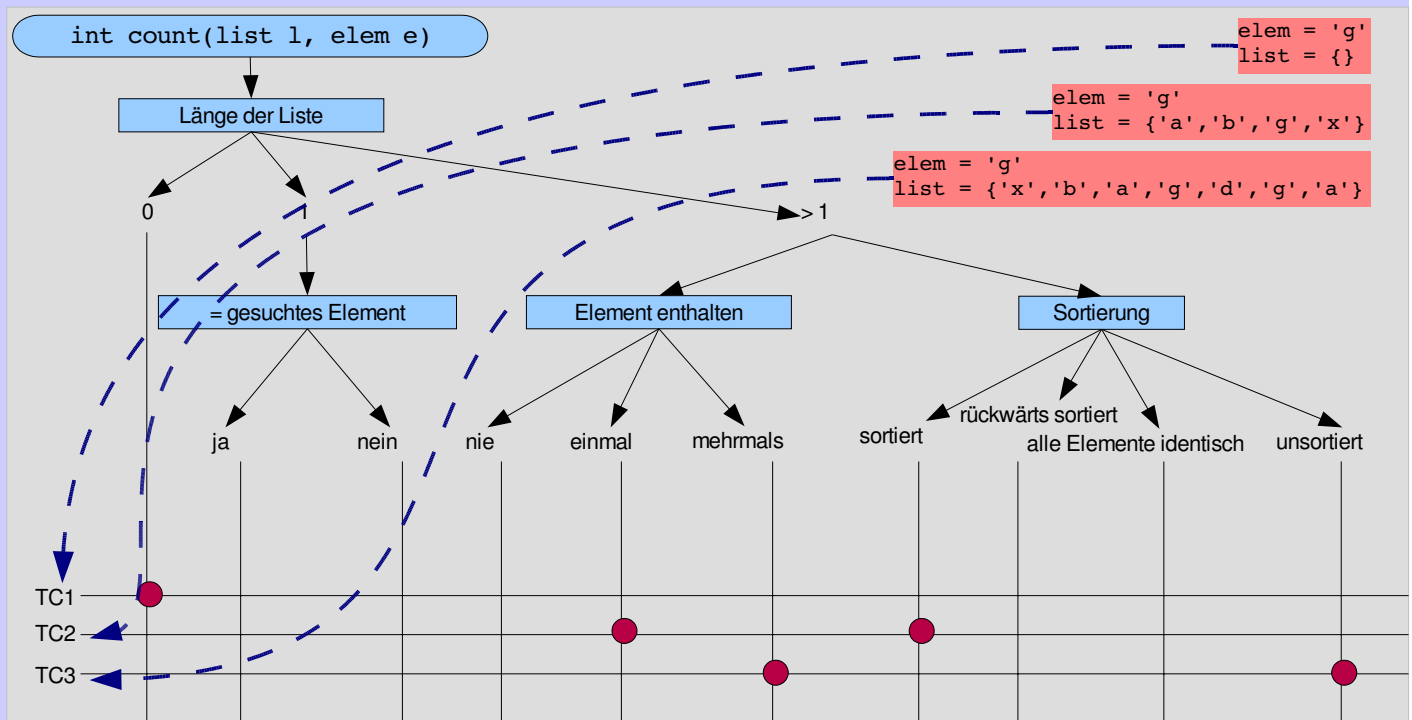 int count(list l, elem e)
elem = 'g'
list = {}
elem = 'g'
list = {'a','b','g','x'}
Länge der Liste
elem = 'g'
list = {'x','b','a','g','d','g','a'}
0
1
> 1
= gesuchtes Element
Element enthalten
Sortierung
ja
nein
nie
einmal
mehrmals
sortiert
rückwärts sortiert
alle Elemente identisch
unsortiert
TC1
TC2
TC3